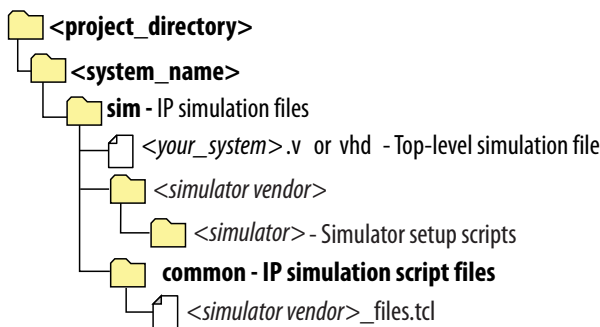 <project_directory>
<system_name>
sim - IP simulation files
<your_system>.v or vhd - Top-level simulation file
<simulator vendor>
<simulator> - Simulator setup scripts
common - IP simulation script files
<simulator vendor>_files.tcl